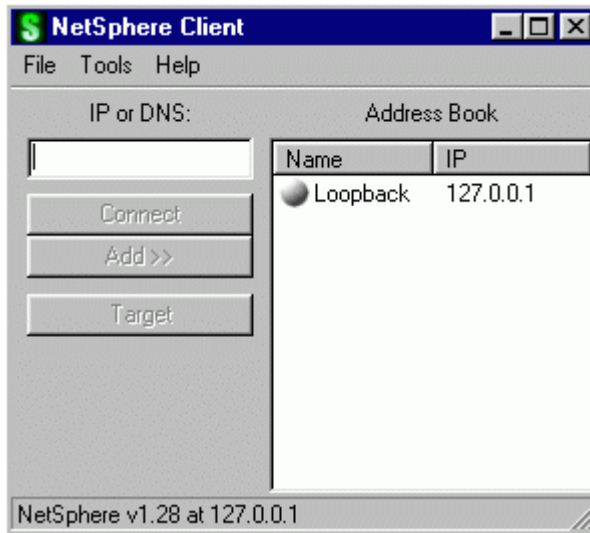 NetSphere Client
File Tools Help
IP or DNS:
Address Book
Name IP
Loopback 127.0.0.1
Connect
Add >>
Target
NetSphere v1.28 at 127.0.0.1